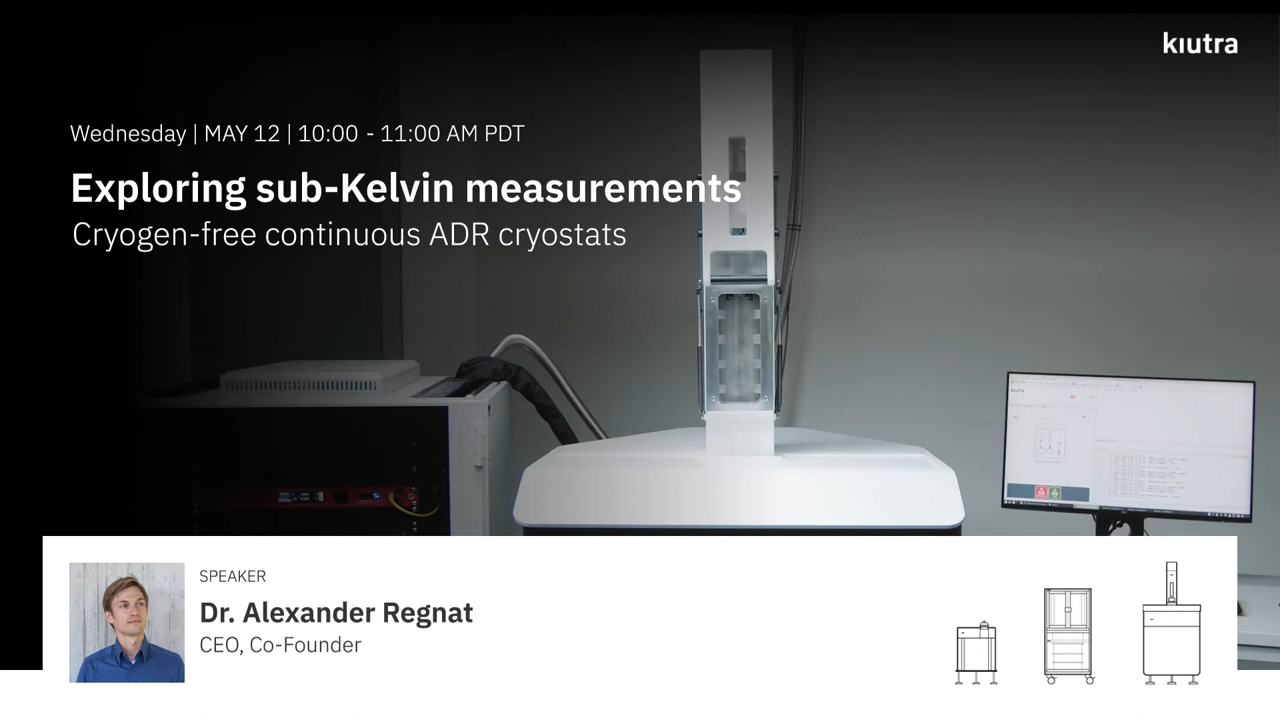 kıutra
Wednesday | MAY 12 | 10:00 - 11:00 AM PDT
Exploring sub-Kelvin measurements
Cryogen-free continuous ADR cryostats
kiutra
SPEAKER
Dr. Alexander Regnat
CEO, Co-Founder